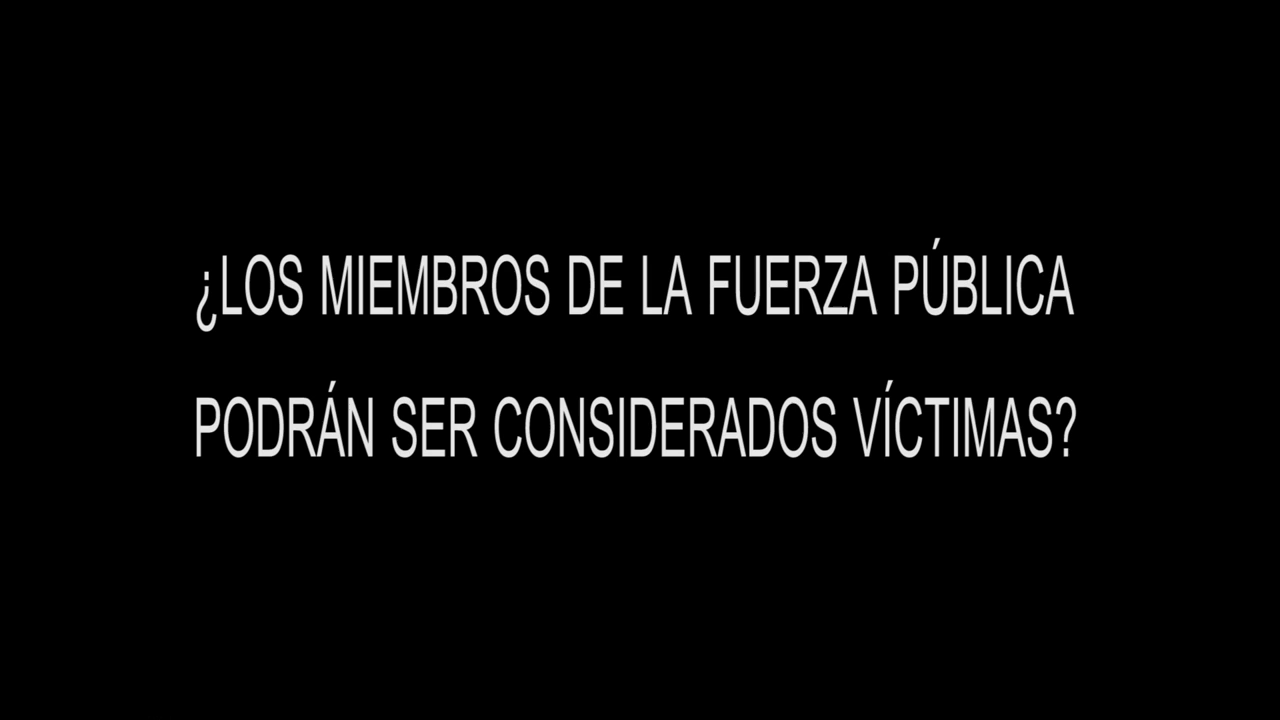 ¿LOS MIEMBROS DE LA FUERZA PÚBLICA
PODRÁN SER CONSIDERADOS VÍCTIMAS?